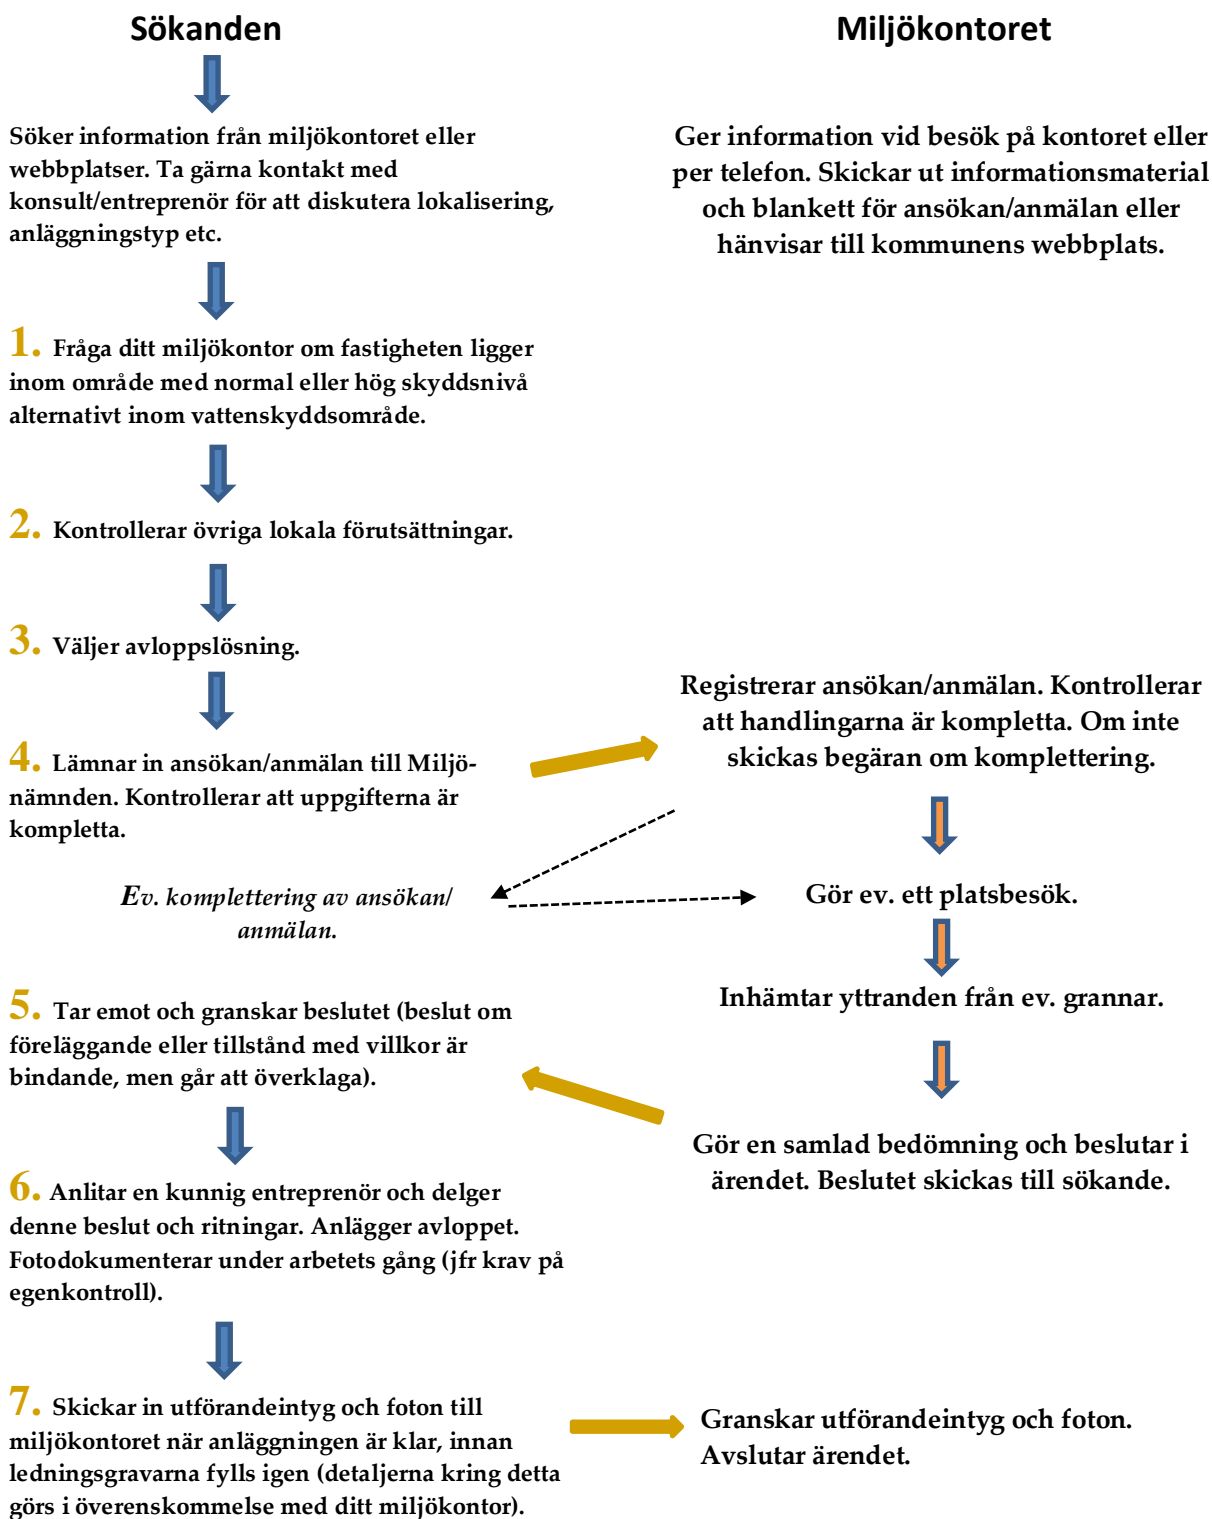 Sökanden
Söker information från miljökontoret eller
webbplatser. Ta gärna kontakt med
konsult/entreprenör för att diskutera lokalisering,
anläggningstyp etc.
1. Fråga ditt miljökontor om fastigheten ligger
inom område med normal eller hög skyddsnivå
alternativt inom vattenskyddsområde.
2. Kontrollerar övriga lokala förutsättningar.
3. Väljer avloppslösning.
4. Lämnar in ansökan/anmälan till Miljö-
nämnden. Kontrollerar att uppgifterna är
kompletta.
Ev. komplettering av ansökan/
anmälan.
5. Tar emot och granskar beslutet (beslut om
föreläggande eller tillstånd med villkor är
bindande, men går att överklaga).
6. Anlitar en kunnig entreprenör och delger
denne beslut och ritningar. Anlägger avloppet.
Fotodokumenterar under arbetets gång (jfr krav på
egenkontroll).
7. Skickar in utförandeintyg och foton till
miljökontoret när anläggningen är klar, innan
ledningsgravarna fylls igen (detaljerna kring detta
görs i överenskommelse med ditt miljökontor).
Miljökontoret
Ger information vid besök på kontoret eller
per telefon. Skickar ut informationsmaterial
och blankett för ansökan/anmälan eller
hänvisar till kommunens webbplats.
Registrerar ansökan/anmälan. Kontrollerar
att handlingarna är kompletta. Om inte
skickas begäran om komplettering.
Gör ev. ett platsbesök.
Inhämtar yttranden från ev. grannar.
Gör en samlad bedömning och beslutar i
ärendet. Beslutet skickas till sökande.
Granskar utförandeintyg och foton.
Avslutar ärendet.